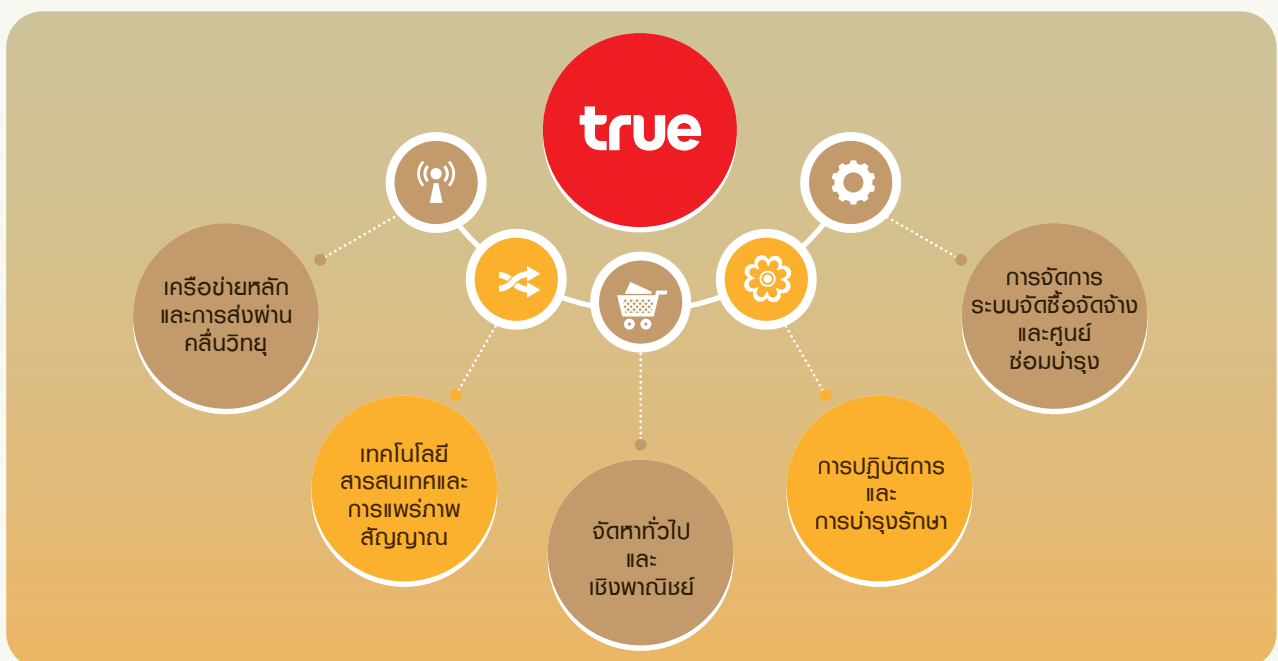 true
เครือข่ายหลัก
และการส่งผ่าน
คลื่นวิทยุ
เทคโนโลยี
สารสนเทศและ
การแพร่ภาพ
สัญญาณ
จัดหาทั่วไป
และ
เชิงพาณิชย์
การปฏิบัติการ
และ
การบำรุงรักษา
การจัดการ
ระบบจัดซื้อจัดจ้าง
และศูนย์
ซ่อมบำรุง